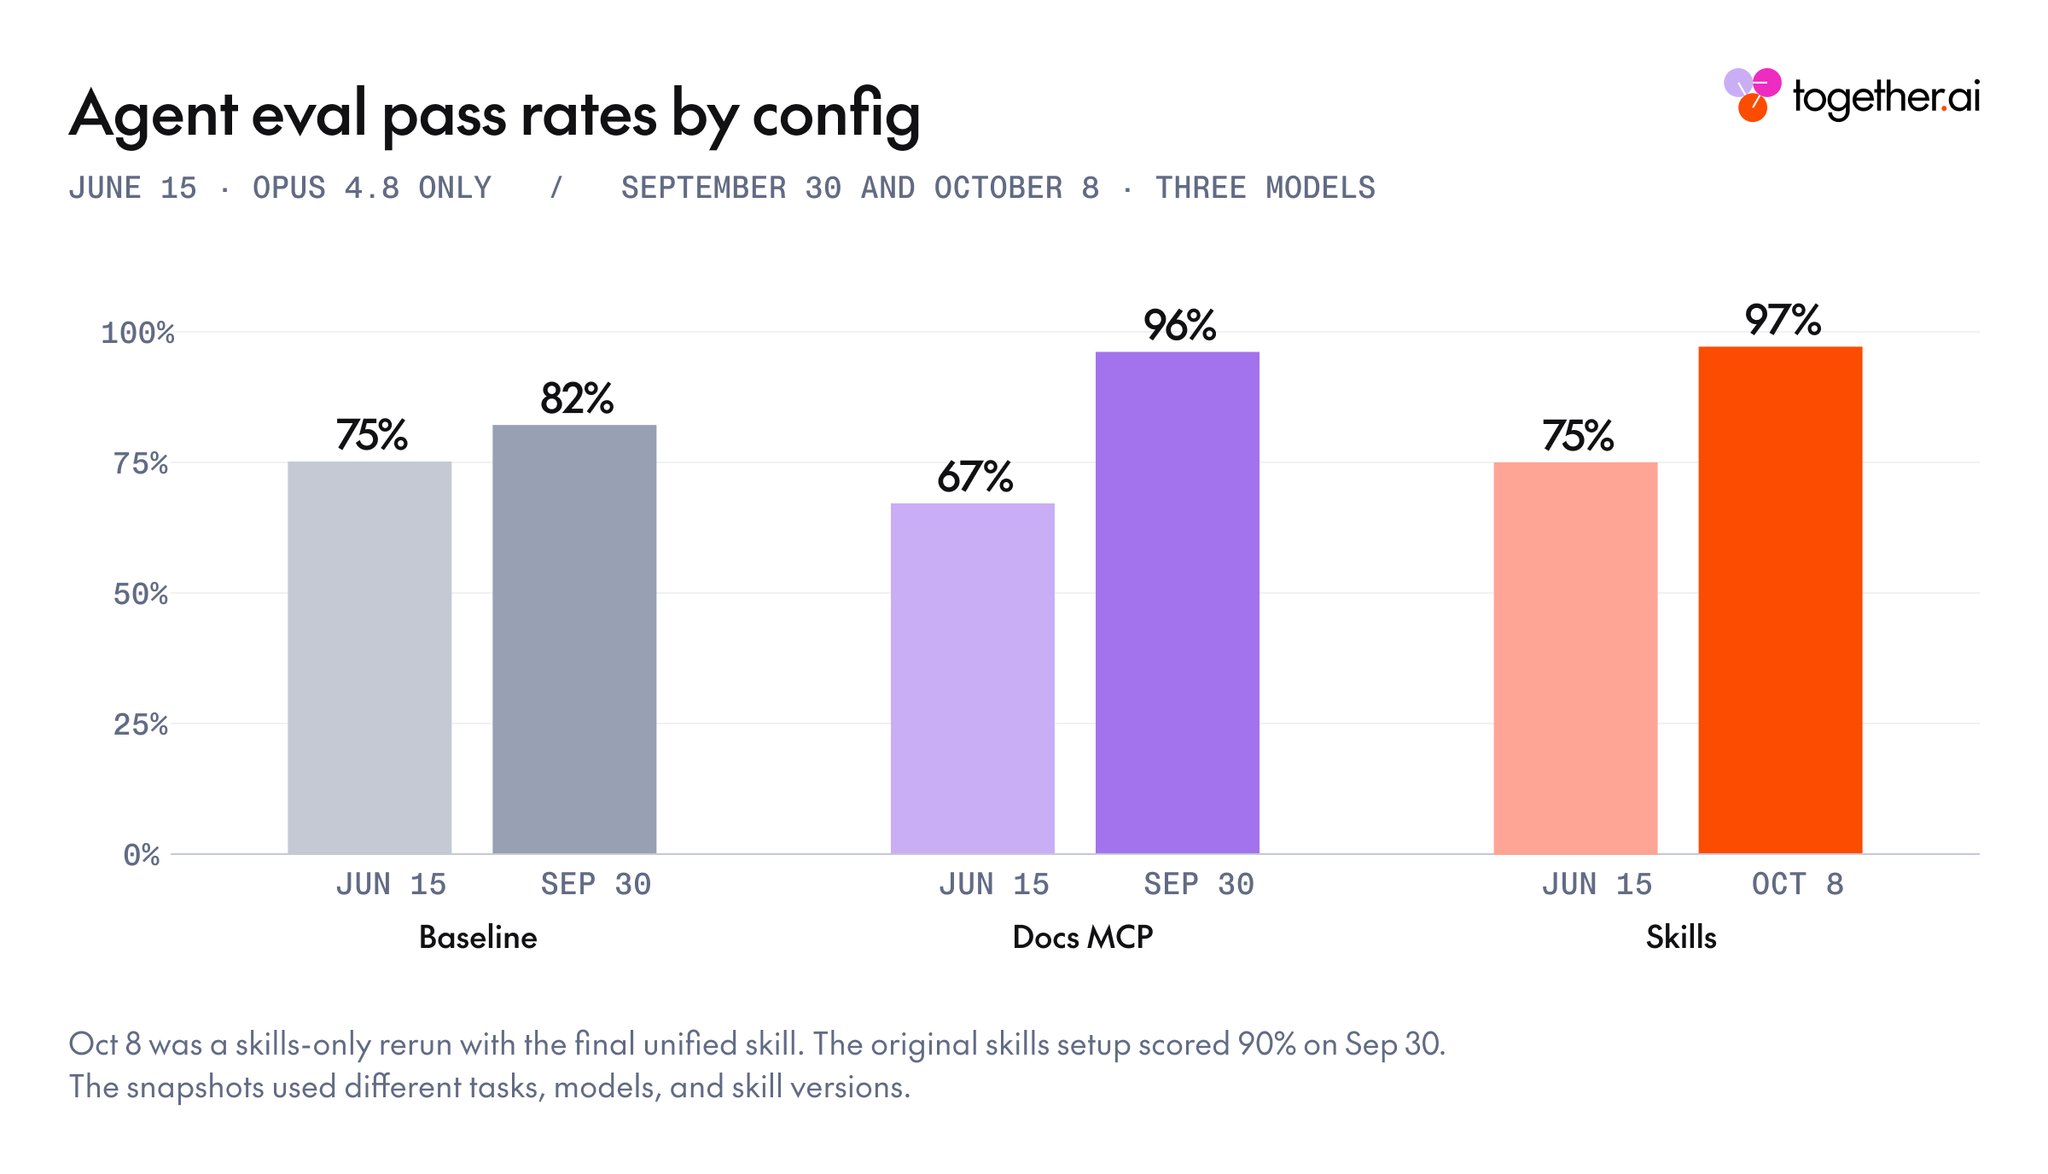 Agent eval pass rates by config
together.ai
JUNE 15 · OPUS 4.8 ONLY / SEPTEMBER 30 AND OCTOBER 8 · THREE MODELS
100%
75%
50%
25%
0%
75%
82%
67%
96%
75%
97%
JUN 15
SEP 30
JUN 15
SEP 30
JUN 15
OCT 8
Baseline
Docs MCP
Skills
Oct 8 was a skills-only rerun with the final unified skill. The original skills setup scored 90% on Sep 30.
The snapshots used different tasks, models, and skill versions.